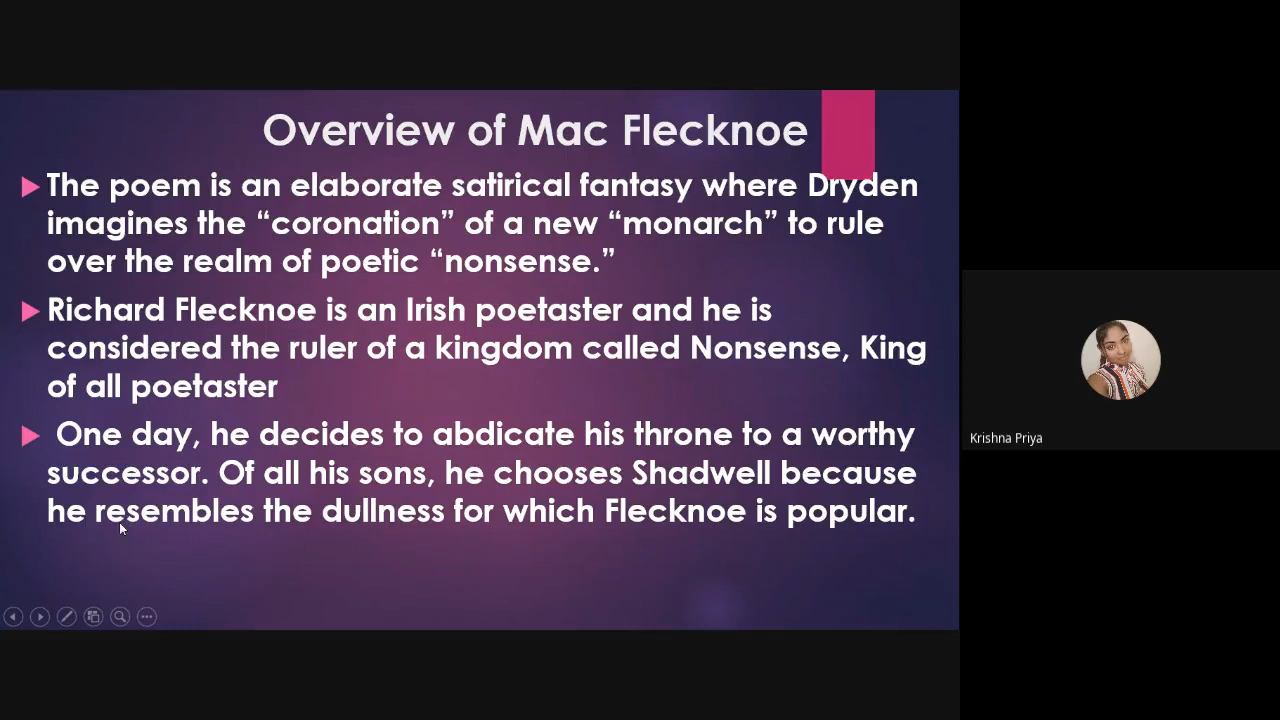 Overview of Mac Flecknoe
The poem is an elaborate satirical fantasy where Dryden
imagines the “coronation” of a new “monarch” to rule
over the realm of poetic “nonsense.”
Richard Flecknoe is an Irish poetaster and he is
considered the ruler of a kingdom called Nonsense, King
of all poetaster
One day, he decides to abdicate his throne to a worthy
successor. Of all his sons, he chooses Shadwell because
he resembles the dullness for which Flecknoe is popular.
Krishna Priya